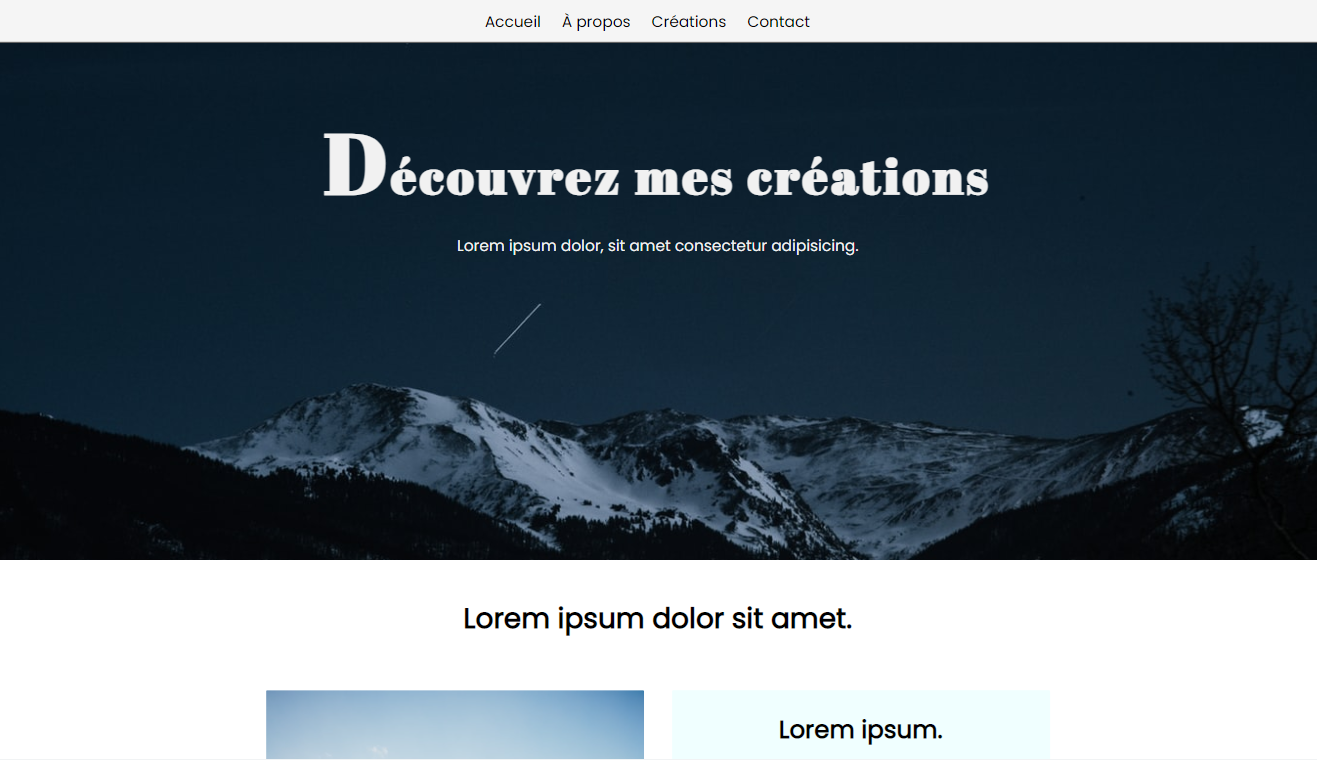 Accueil À propos Créations Contact
Découvrez mes créations
Lorem ipsum dolor, sit amet consectetur adipisicing.
Lorem ipsum dolor sit amet.
Lorem ipsum.